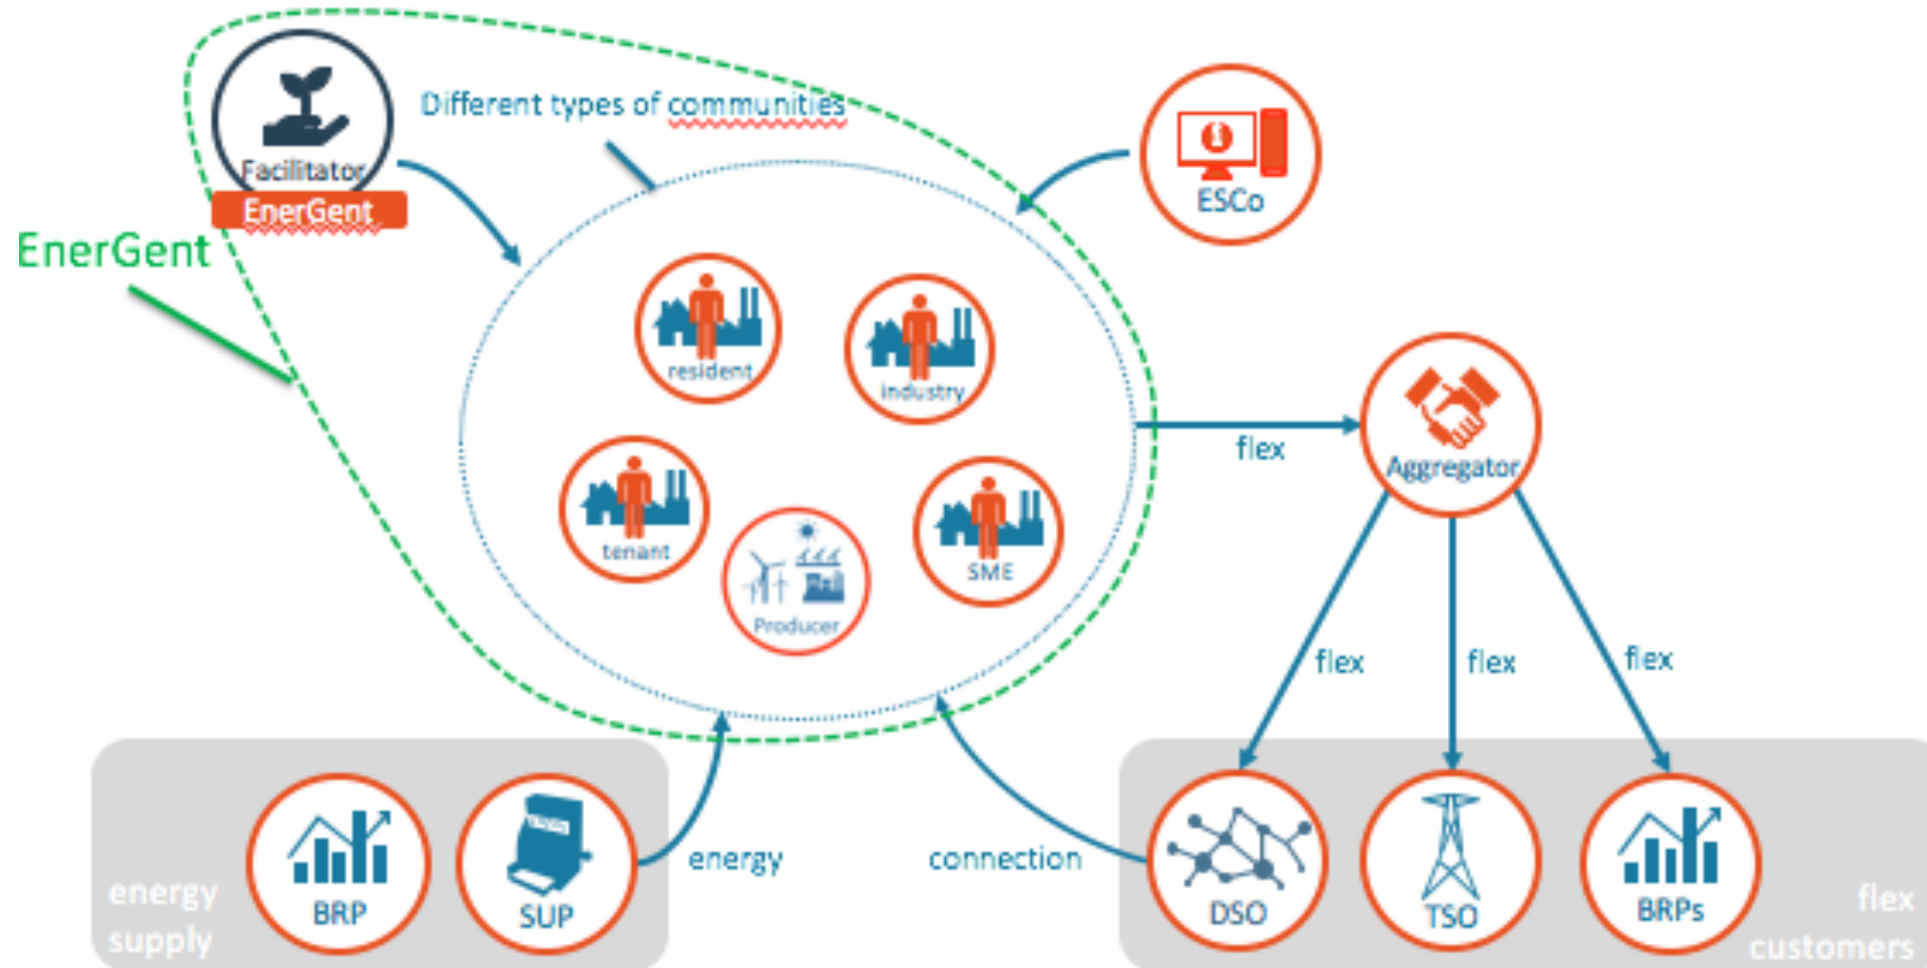 Different types of communities
Facilitator
EnerGent
EnerGent
ESCo
resident
industry
tenant
SME
Producer
flex
Aggregator
flex
flex
flex
energy
supply
BRP
SUP
energy
connection
DSO
TSO
BRPs
flex
customers